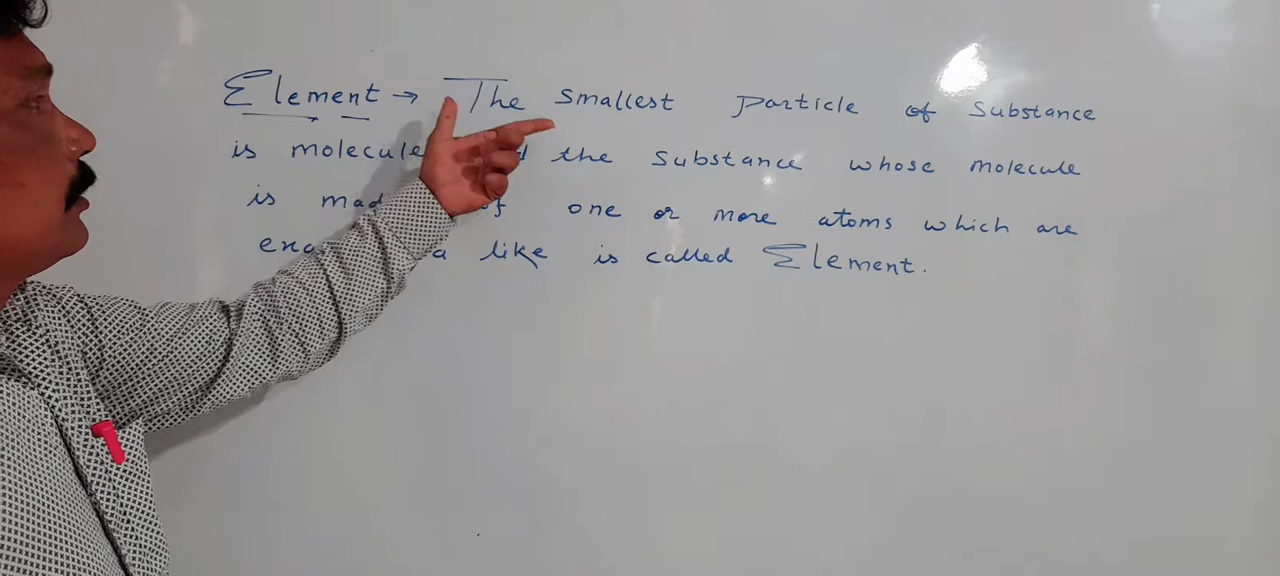 Element → The Smallest particle of Substance
is molecule the Substance whose molecule
is of one or more atoms which are
a like is called Element.